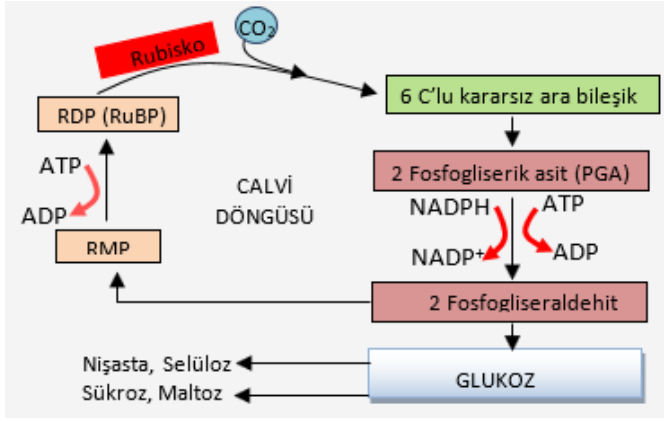 CO₂
Rubisko
RDP (RuBP)
6 C'lu kararsız ara bileşik
ATP
ADP
CALVİ
DÖNGÜSÜ
2 Fosfogliserik asit (PGA)
NADPH
ATP
NADP⁺
ADP
RMP
2 Fosfogliseraldehit
Nişasta, Selüloz
Sükroz, Maltoz
GLUKOZ